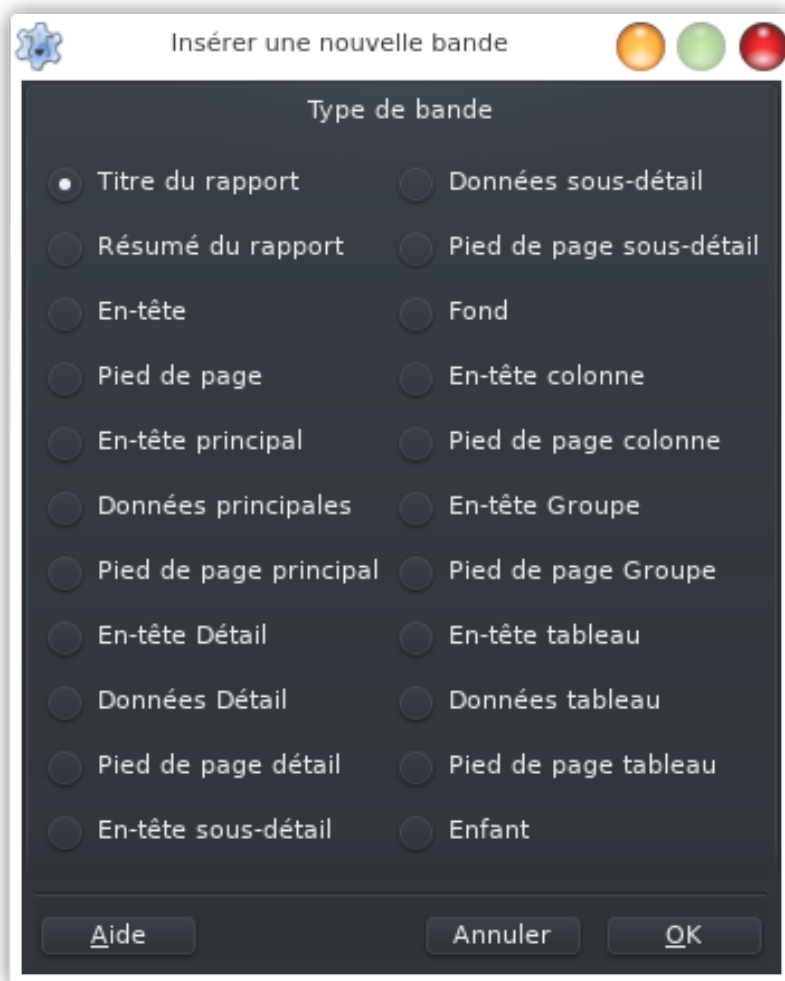 Insérer une nouvelle bande
Type de bande
Titre du rapport
Résumé du rapport
En-tête
Pied de page
En-tête principal
Données principales
Pied de page principal
En-tête Détail
Données Détail
Pied de page détail
En-tête sous-détail
Données sous-détail
Pied de page sous-détail
Fond
En-tête colonne
Pied de page colonne
En-tête Groupe
Pied de page Groupe
En-tête tableau
Données tableau
Pied de page tableau
Enfant
Aide
Annuler
OK